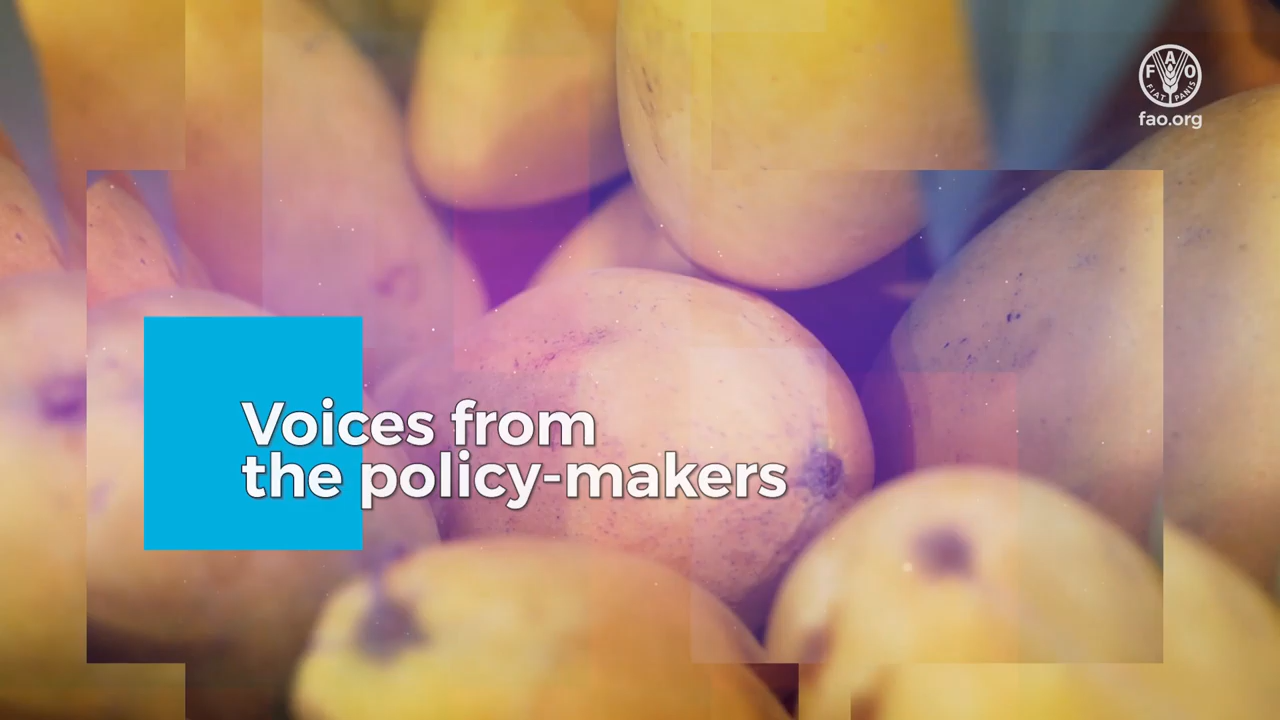 F A O
FIAT PANIS
fao.org
Voices from
the policy-makers